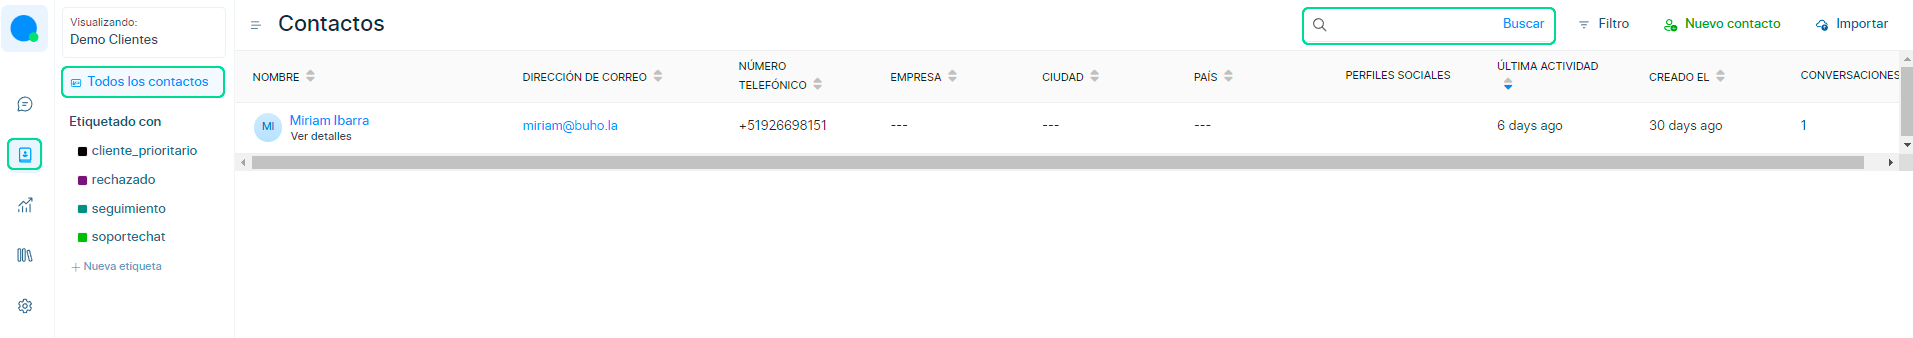 Visualizando:
Demo Clientes
Todos los contactos
Etiquetado con
cliente_prioritario
rechazado
seguimiento
soportechat
+ Nueva etiqueta
Contactos
Buscar
Filtro
Nuevo contacto
Importar
NOMBRE
DIRECCIÓN DE CORREO
NÚMERO
TELEFÓNICO
EMPRESA
CIUDAD
PAÍS
PERFILES SOCIALES
ÚLTIMA ACTIVIDAD
CREADO EL
CONVERSACIONES
MI
Miriam Ibarra
Ver detalles
miriam@buho.la
+51926698151
---
---
---
6 days ago
30 days ago
1